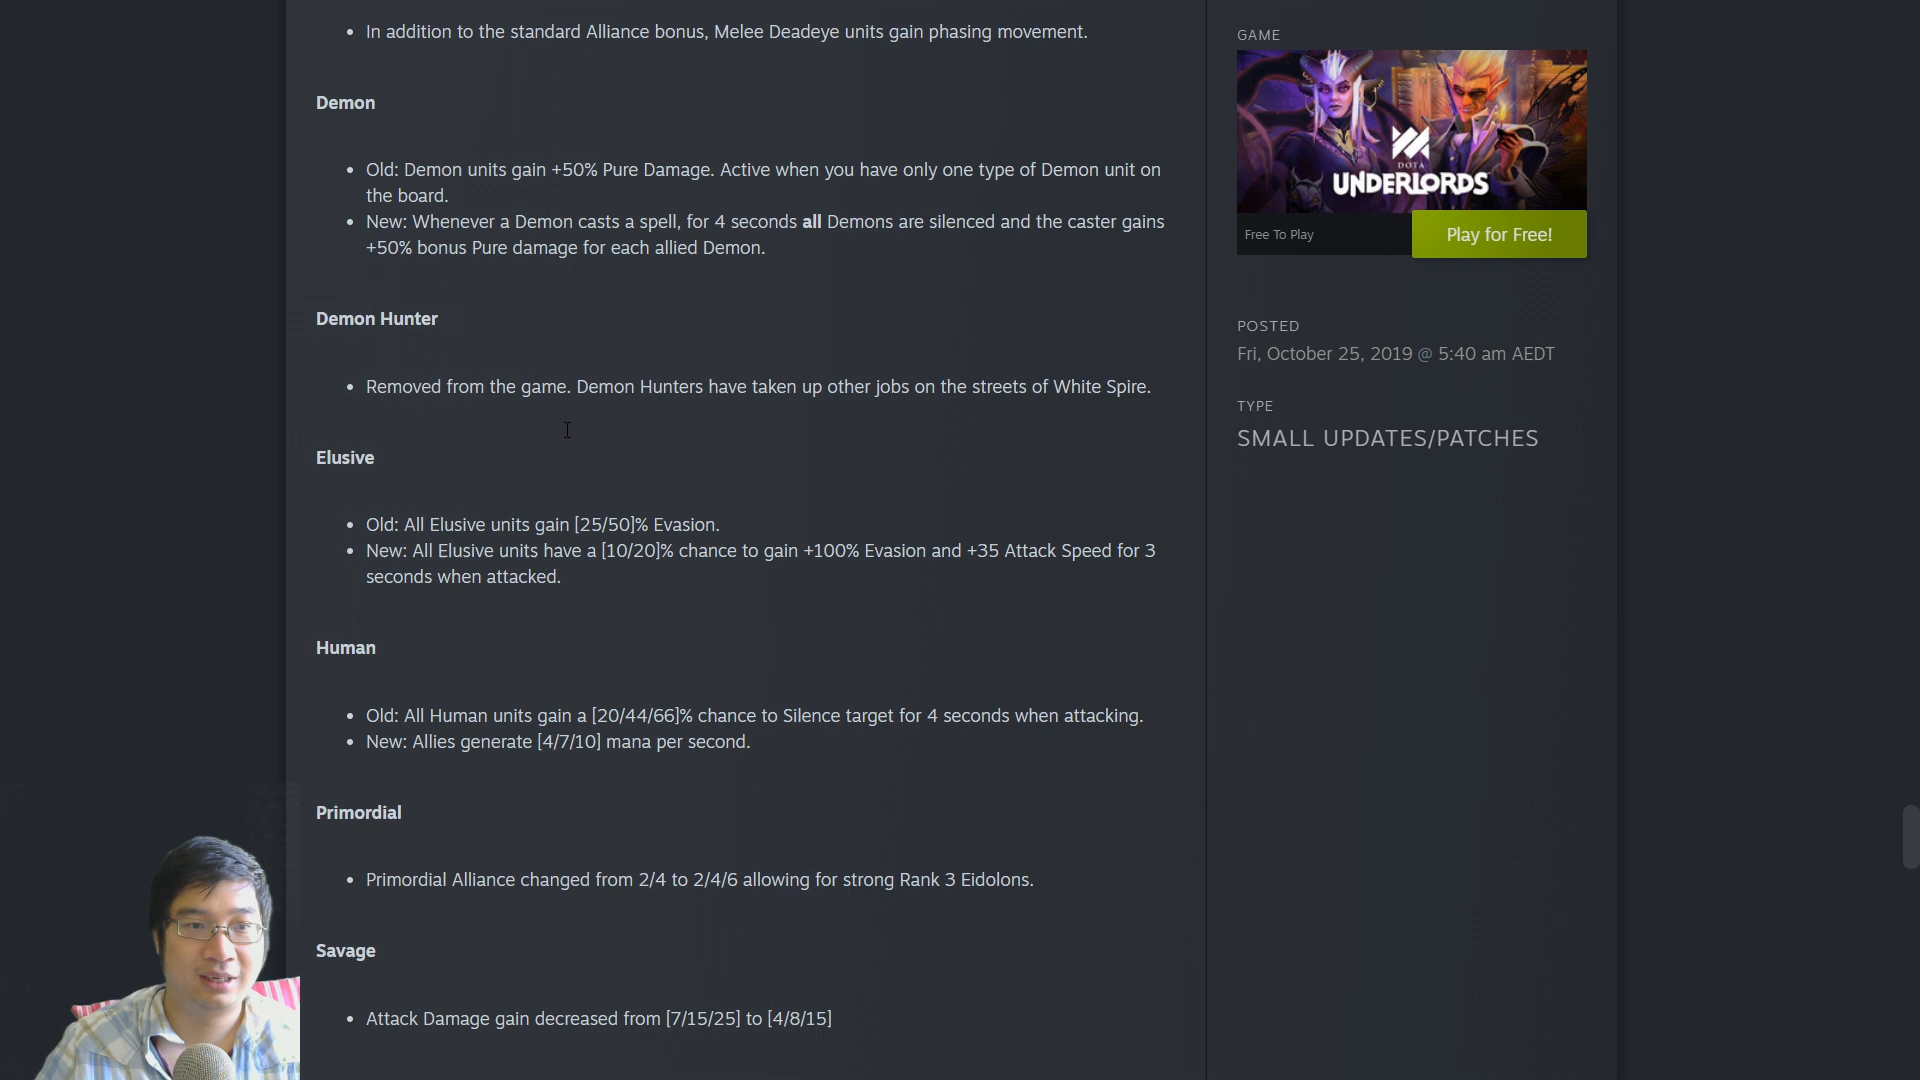 In addition to the standard Alliance bonus, Melee Deadeye units gain phasing movement.
Demon
Old: Demon units gain +50% Pure Damage. Active when you have only one type of Demon unit on
the board.
New: Whenever a Demon casts a spell, for 4 seconds all Demons are silenced and the caster gains
+50% bonus Pure damage for each allied Demon.
Demon Hunter
Removed from the game. Demon Hunters have taken up other jobs on the streets of White Spire.
Elusive
Old: All Elusive units gain [25/50]% Evasion.
New: All Elusive units have a [10/20]% chance to gain +100% Evasion and +35 Attack Speed for 3
seconds when attacked.
Human
Old: All Human units gain a [20/44/66]% chance to Silence target for 4 seconds when attacking.
New: Allies generate [4/7/10] mana per second.
Primordial
Primordial Alliance changed from 2/4 to 2/4/6 allowing for strong Rank 3 Eidolons.
Savage
Attack Damage gain decreased from [7/15/25] to [4/8/15]
GAME
DOTA
UNDERLORDS
Free To Play
Play for Free!
POSTED
Fri, October 25, 2019 @ 5:40 am AEDT
TYPE
SMALL UPDATES/PATCHES